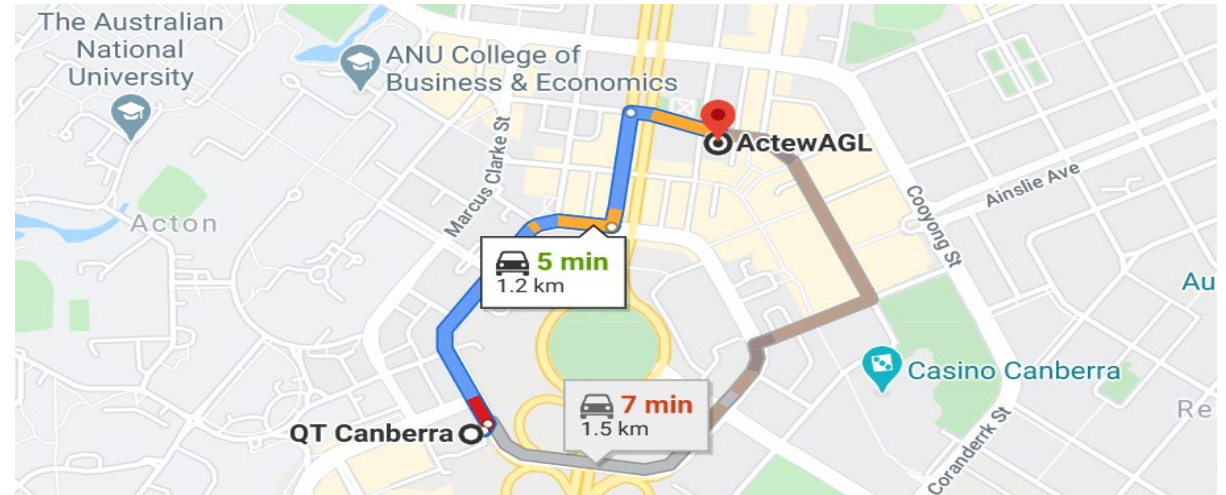 The Australian
National
University
ANU College of
Business & Economics
Marcus Clarke St
ActewAGL
Cooyong St
Ainslie Ave
Acton
5 min
1.2 km
Au
Casino Canberra
7 min
1.5 km
Re
QT Canberra
Coranderrk St